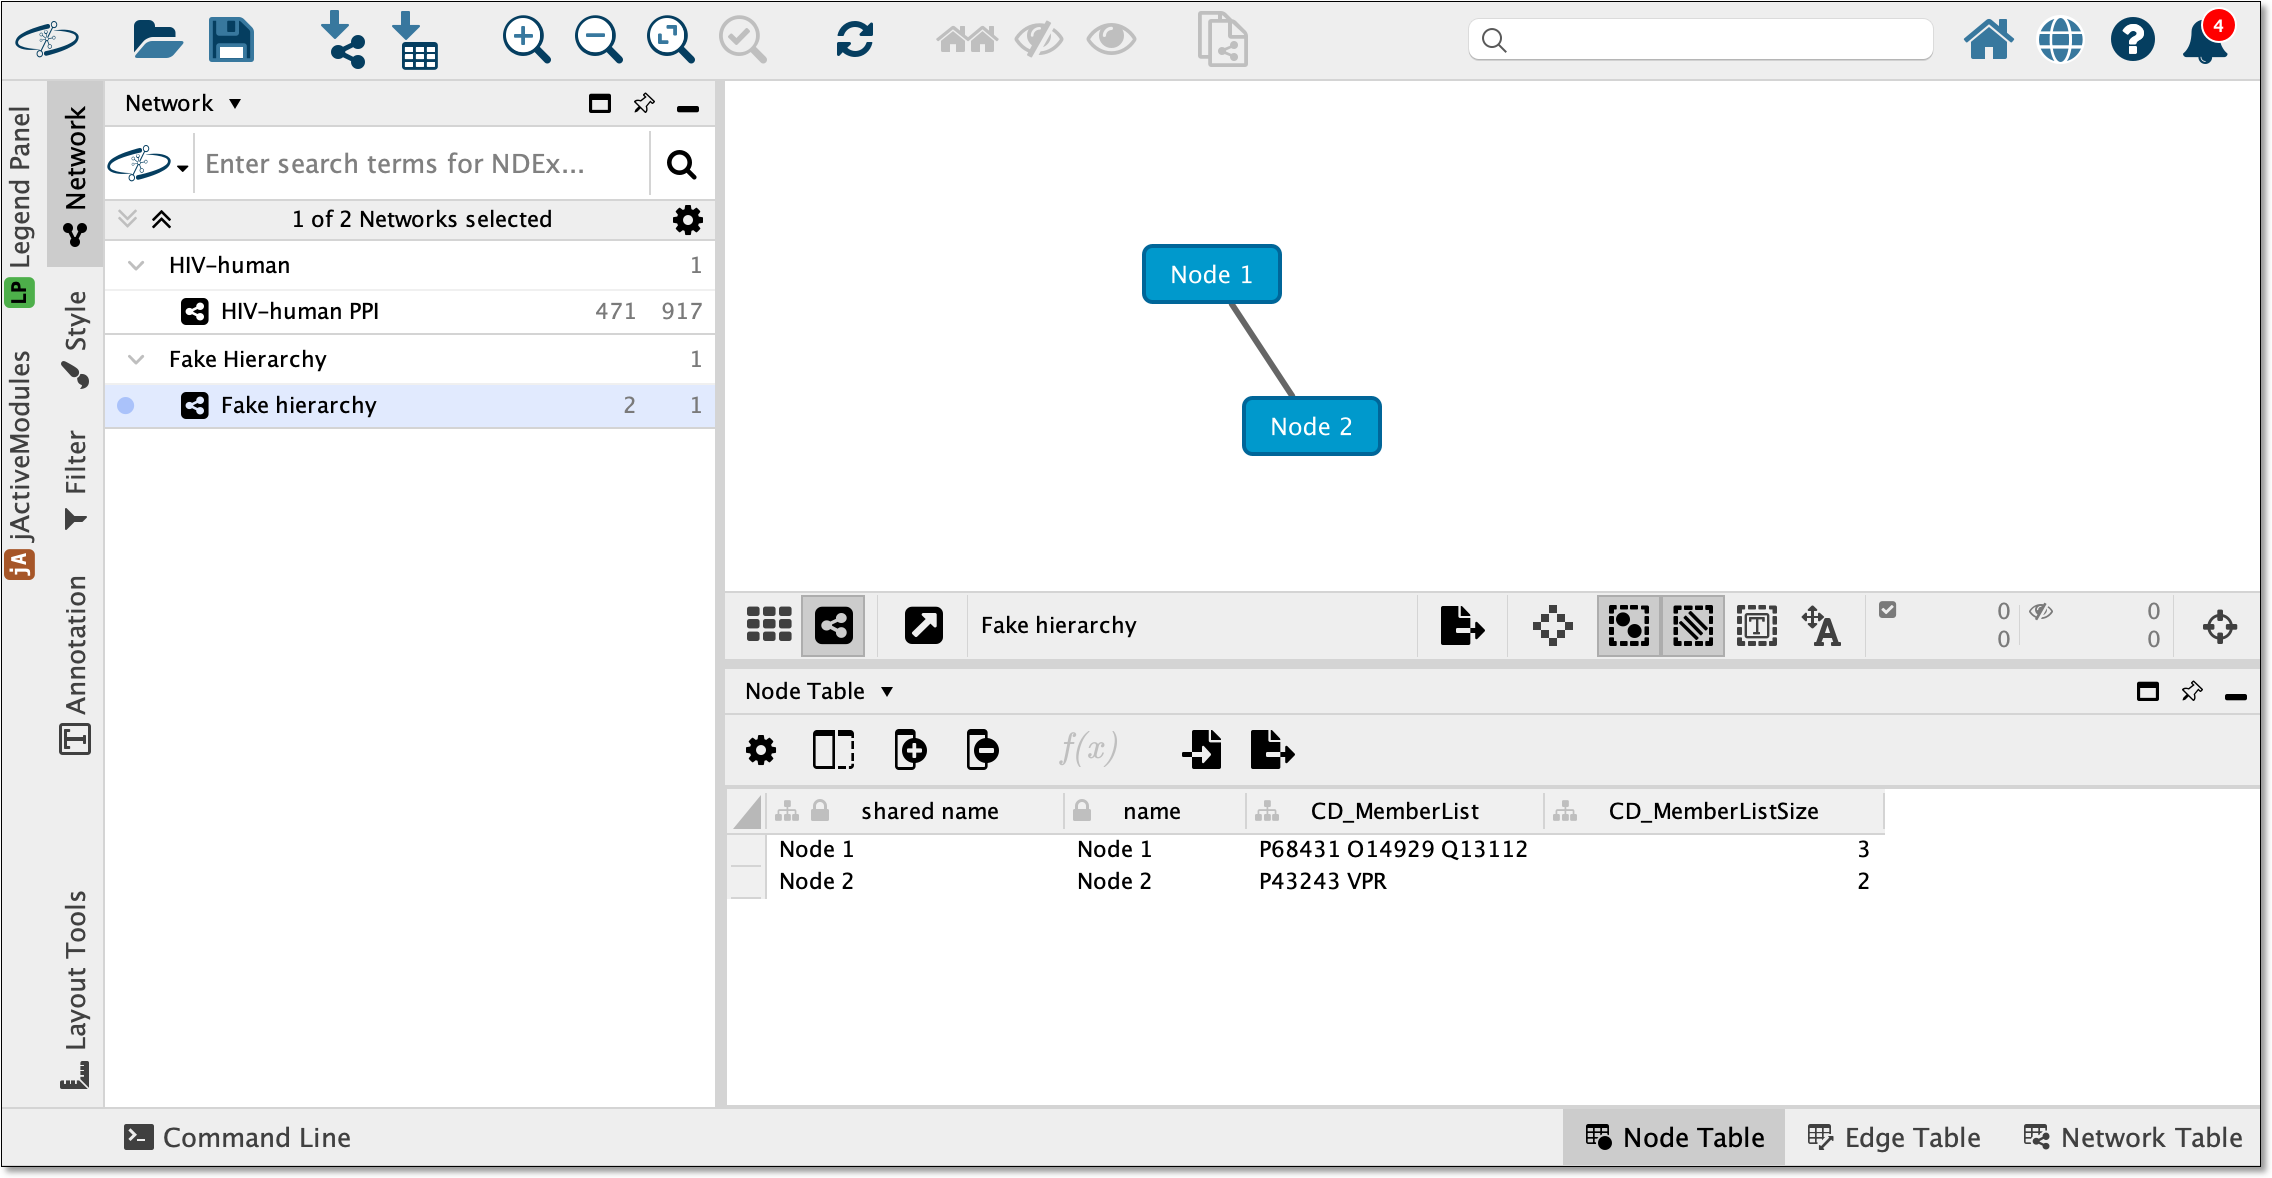 4
Legend Panel
LP
jActiveModules
jA
Network
Style
Filter
Annotation
Layout Tools
Network
Enter search terms for NDEx...
1 of 2 Networks selected
HIV-human 1
HIV-human PPI 471 917
Fake Hierarchy 1
Fake hierarchy 2 1
Node 1
Node 2
Fake hierarchy
T
A
0 0
0 0
Node Table
f(x)
shared name name CD_MemberList CD_MemberListSize
Node 1 Node 1 P68431 O14929 Q13112 3
Node 2 Node 2 P43243 VPR 2
Command Line
Node Table Edge Table Network Table